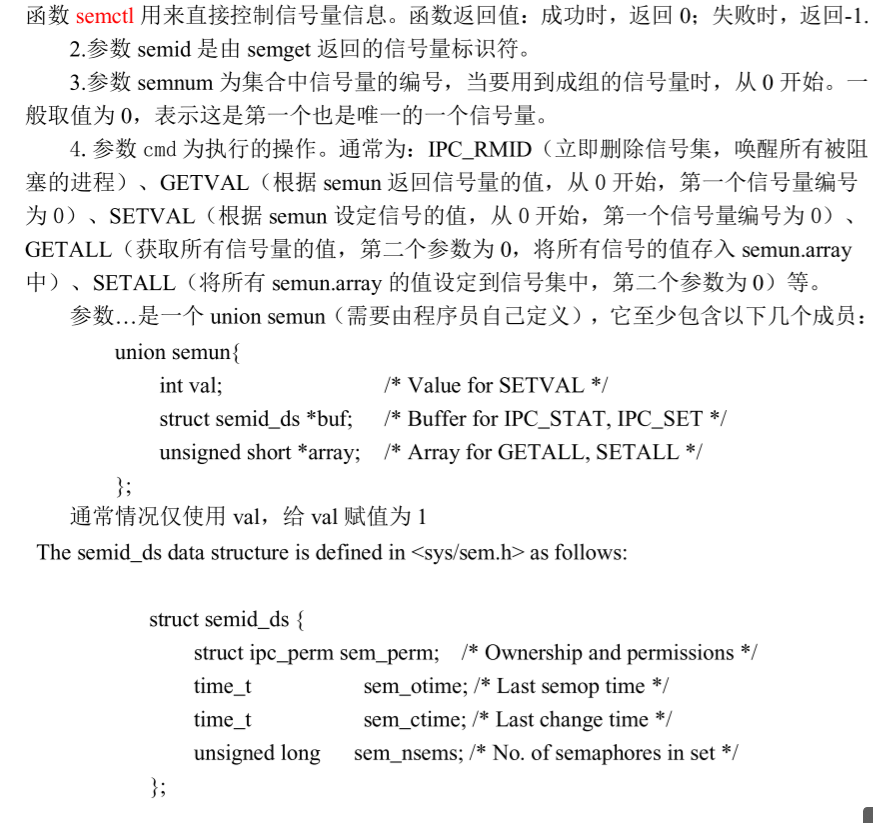 函数 semctl 用来直接控制信号量信息。函数返回值：成功时，返回 0；失败时，返回-1.
2.参数 semid 是由 semget 返回的信号量标识符。
3.参数 semnum 为集合中信号量的编号，当要用到成组的信号量时，从 0 开始。一
般取值为 0，表示这是第一个也是唯一的一个信号量。
4. 参数 cmd 为执行的操作。通常为：IPC_RMID（立即删除信号集，唤醒所有被阻
塞的进程）、GETVAL（根据 semun 返回信号量的值，从 0 开始，第一个信号量编号
为 0）、SETVAL（根据 semun 设定信号的值，从 0 开始，第一个信号量编号为 0）、
GETALL（获取所有信号量的值，第二个参数为 0，将所有信号的值存入 semun.array
中）、SETALL（将所有 semun.array 的值设定到信号集中，第二个参数为 0）等。
参数…是一个 union semun（需要由程序员自己定义），它至少包含以下几个成员：
union semun{
int val; /* Value for SETVAL */
struct semid_ds *buf; /* Buffer for IPC_STAT, IPC_SET */
unsigned short *array; /* Array for GETALL, SETALL */
};
通常情况仅使用 val，给 val 赋值为 1
The semid_ds data structure is defined in <sys/sem.h> as follows:
struct semid_ds {
struct ipc_perm sem_perm; /* Ownership and permissions */
time_t sem_otime; /* Last semop time */
time_t sem_ctime; /* Last change time */
unsigned long sem_nsems; /* No. of semaphores in set */
};